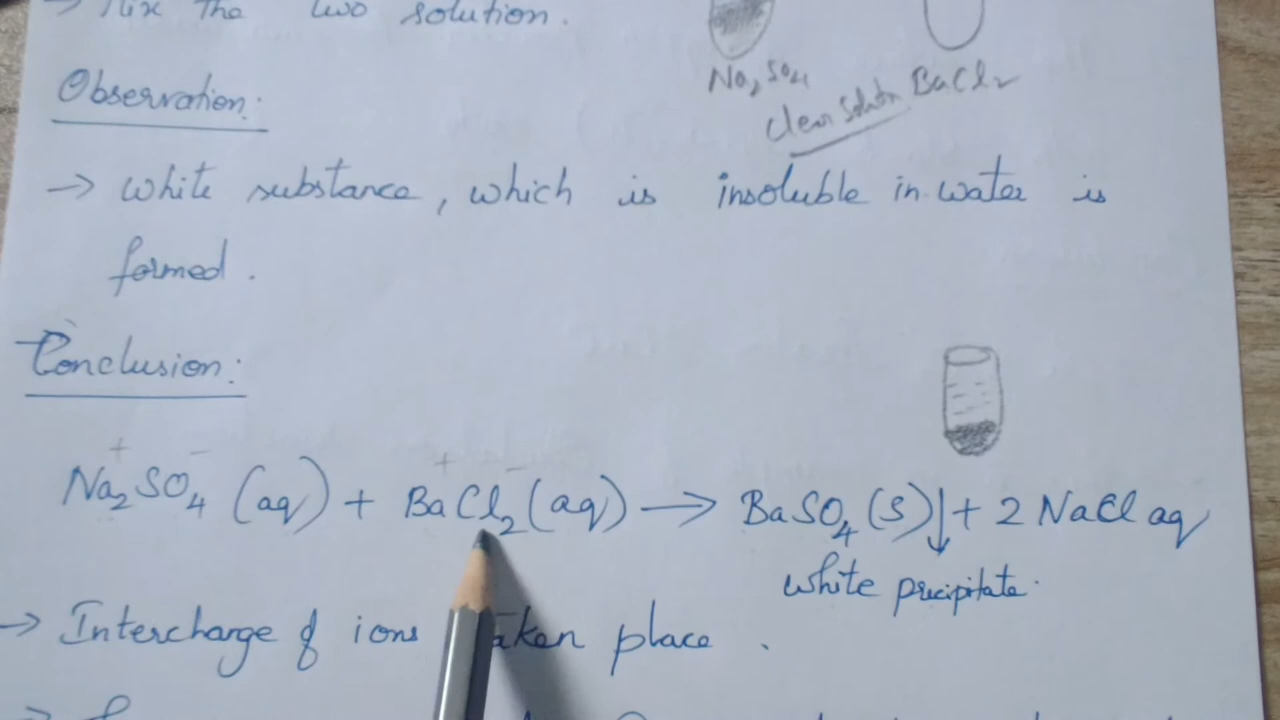 → Mix the two solution.
Na₂SO₄
BaCl₂
clear solutn
Observation:
→ white substance, which is insoluble in water is
formed.
Conclusion:
+ − + −
Na₂SO₄ (aq) + BaCl₂ (aq) → BaSO₄ (s)↓ + 2 NaCl aq
white precipitate.
→ Interchange of ions taken place.